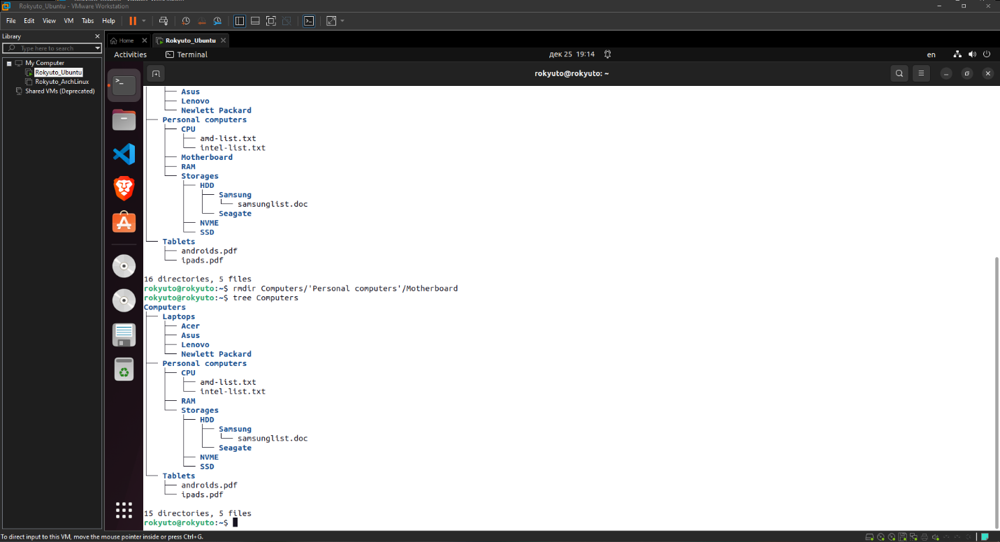 Rokyuto_Ubuntu - VMware Workstation
File Edit View VM Tabs Help
Library
Type here to search
My Computer
Rokyuto_Ubuntu
Rokyuto_ArchLinux
Shared VMs (Deprecated)
Home Rokyuto_Ubuntu
Activities Terminal дек 25 19:14 en
rokyuto@rokyuto: ~
Asus
Lenovo
Newlett Packard
Personal computers
CPU
amd-list.txt
intel-list.txt
Motherboard
RAM
Storages
HDD
Samsung
samsunglist.doc
Seagate
NVME
SSD
Tablets
androids.pdf
ipads.pdf
16 directories, 5 files
rokyuto@rokyuto:~$ rmdir Computers/'Personal computers'/Motherboard
rokyuto@rokyuto:~$ tree Computers
Computers
Laptops
Acer
Asus
Lenovo
Newlett Packard
Personal computers
CPU
amd-list.txt
intel-list.txt
RAM
Storages
HDD
Samsung
samsunglist.doc
Seagate
NVME
SSD
Tablets
androids.pdf
ipads.pdf
15 directories, 5 files
rokyuto@rokyuto:~$
To direct input to this VM, move the mouse pointer inside or press Ctrl+G.